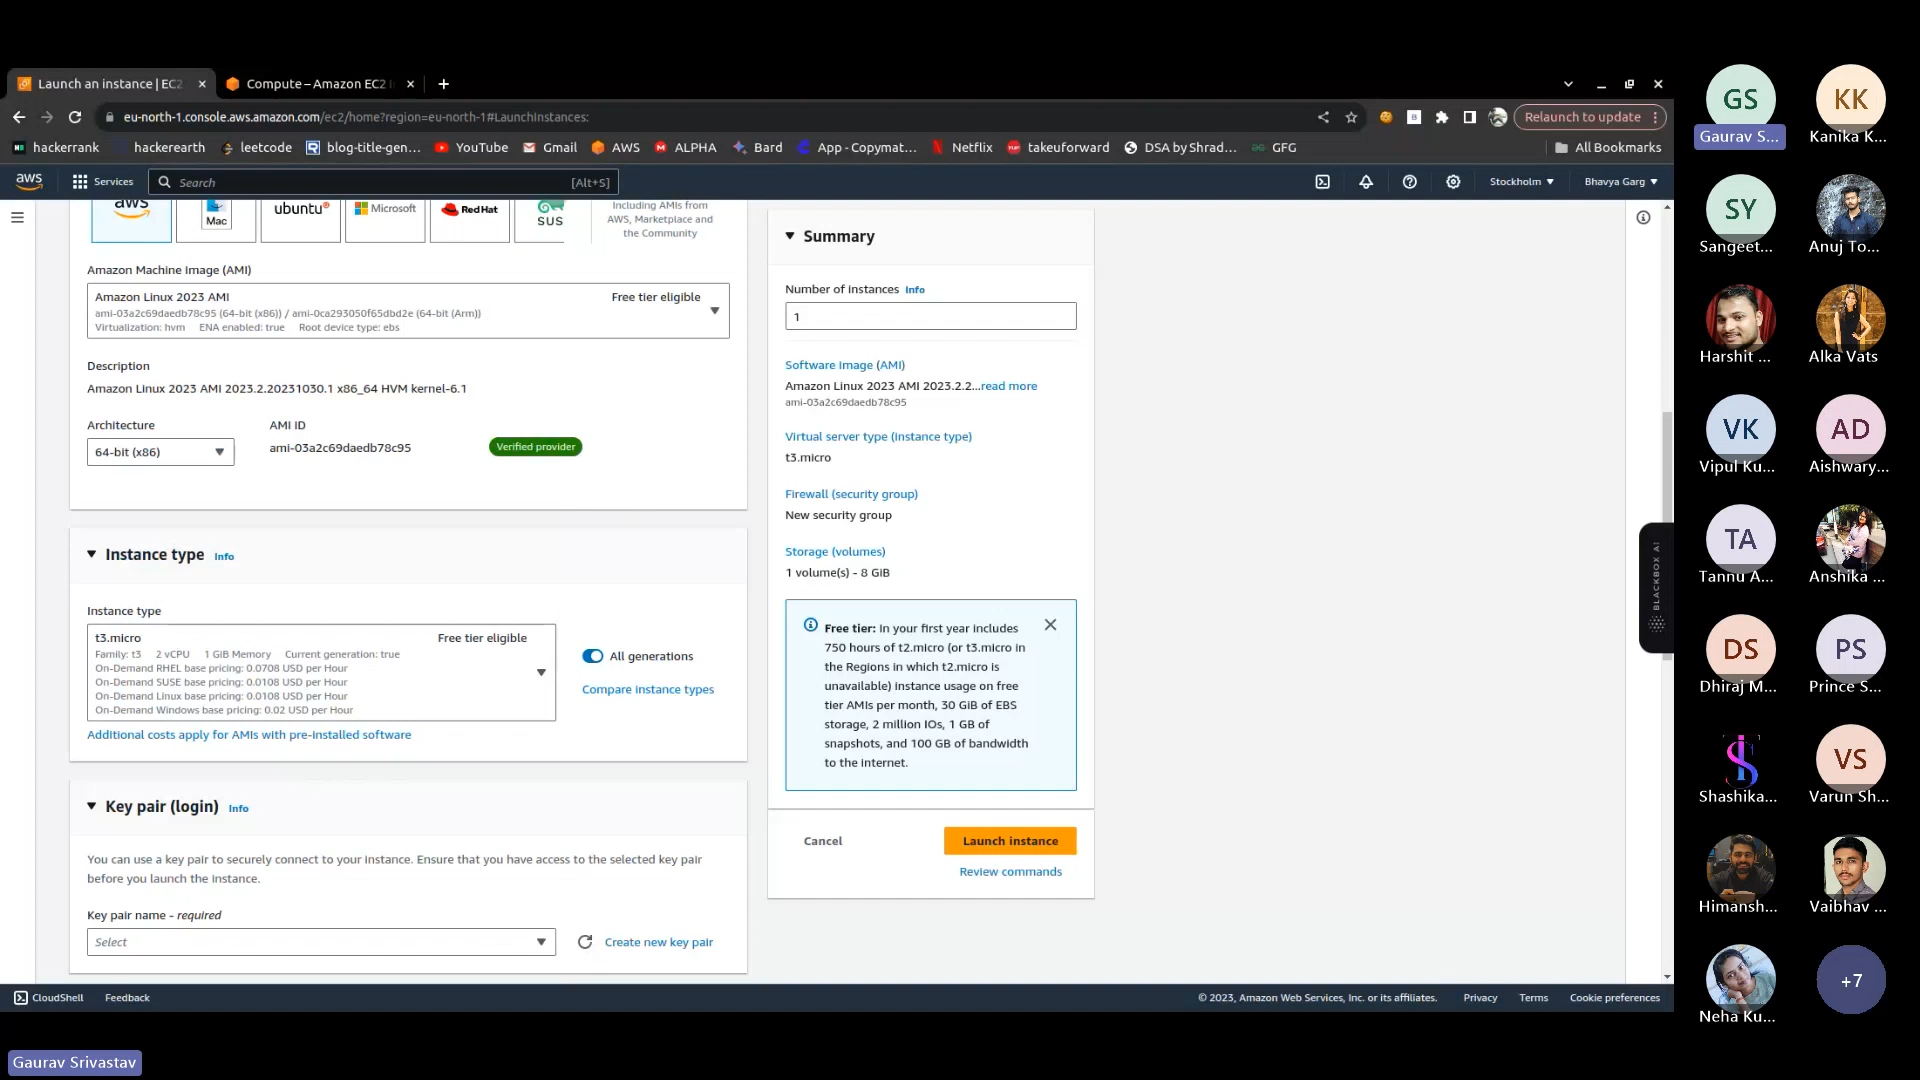 Launch an instance | EC2
Compute – Amazon EC2 I
eu-north-1.console.aws.amazon.com/ec2/home?region=eu-north-1#LaunchInstances:
Relaunch to update
hackerrank
hackerearth
leetcode
blog-title-gen...
YouTube
Gmail
AWS
ALPHA
Bard
App - Copymat...
Netflix
takeuforward
DSA by Shrad...
GFG
All Bookmarks
aws
Services
Search
[Alt+S]
Stockholm
Bhavya Garg
aws
Mac
ubuntu
Microsoft
Red Hat
SUS
Including AMIs from
AWS, Marketplace and
the Community
Amazon Machine Image (AMI)
Amazon Linux 2023 AMI
Free tier eligible
ami-03a2c69daedb78c95 (64-bit (x86)) / ami-0ca293050f65dbd2e (64-bit (Arm))
Virtualization: hvm ENA enabled: true Root device type: ebs
Description
Amazon Linux 2023 AMI 2023.2.20231030.1 x86_64 HVM kernel-6.1
Architecture
64-bit (x86)
AMI ID
ami-03a2c69daedb78c95
Verified provider
Instance type Info
Instance type
t3.micro
Free tier eligible
Family: t3 2 vCPU 1 GiB Memory Current generation: true
On-Demand RHEL base pricing: 0.0708 USD per Hour
On-Demand SUSE base pricing: 0.0108 USD per Hour
On-Demand Linux base pricing: 0.0108 USD per Hour
On-Demand Windows base pricing: 0.02 USD per Hour
All generations
Compare instance types
Additional costs apply for AMIs with pre-installed software
Key pair (login) Info
You can use a key pair to securely connect to your instance. Ensure that you have access to the selected key pair
before you launch the instance.
Key pair name - required
Select
Create new key pair
Summary
Number of instances Info
1
Software Image (AMI)
Amazon Linux 2023 AMI 2023.2.2...read more
ami-03a2c69daedb78c95
Virtual server type (instance type)
t3.micro
Firewall (security group)
New security group
Storage (volumes)
1 volume(s) - 8 GiB
Free tier: In your first year includes
750 hours of t2.micro (or t3.micro in
the Regions in which t2.micro is
unavailable) instance usage on free
tier AMIs per month, 30 GiB of EBS
storage, 2 million IOs, 1 GB of
snapshots, and 100 GB of bandwidth
to the internet.
Cancel
Launch instance
Review commands
BLACKBOX AI
CloudShell
Feedback
© 2023, Amazon Web Services, Inc. or its affiliates.
Privacy
Terms
Cookie preferences
GS
Gaurav S...
KK
Kanika K...
SY
Sangeet...
Anuj To...
Harshit ...
Alka Vats
VK
Vipul Ku...
AD
Aishwary...
TA
Tannu A...
Anshika ...
DS
Dhiraj M...
PS
Prince S...
Shashika...
VS
Varun Sh...
Himansh...
Vaibhav ...
Neha Ku...
+7
Gaurav Srivastav